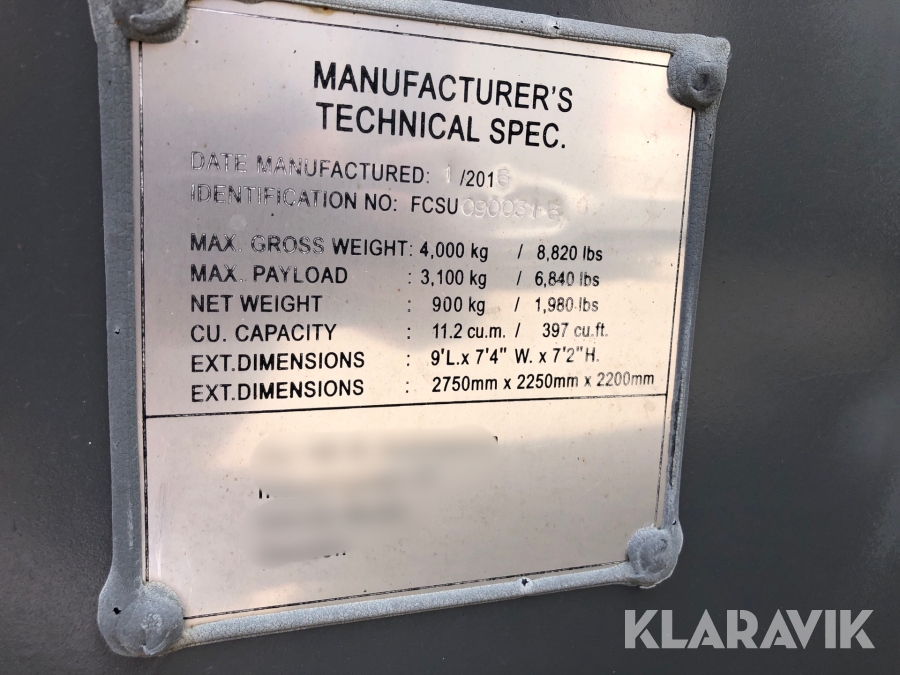 MANUFACTURER'S
TECHNICAL SPEC.
DATE MANUFACTURED: 1 /2018
IDENTIFICATION NO: FCSU
MAX. GROSS WEIGHT: 4,000 kg / 8,820 lbs
MAX. PAYLOAD : 3,100 kg / 6,840 lbs
NET WEIGHT : 900 kg / 1,980 lbs
CU. CAPACITY : 11.2 cu.m. / 397 cu.ft.
EXT.DIMENSIONS : 9'L.x 7'4" W. x 7'2"H.
EXT.DIMENSIONS : 2750mm x 2250mm x 2200mm
KLARAVIK